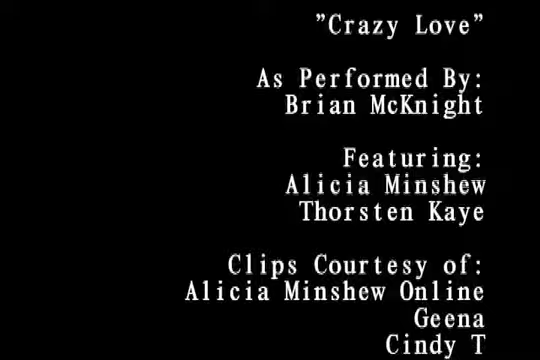 ”Crazy Love”
As Performed By:
Brian McKnight
Featuring:
Alicia Minshew
Thorsten Kaye
Clips Courtesy of:
Alicia Minshew Online
Geena
Cindy T